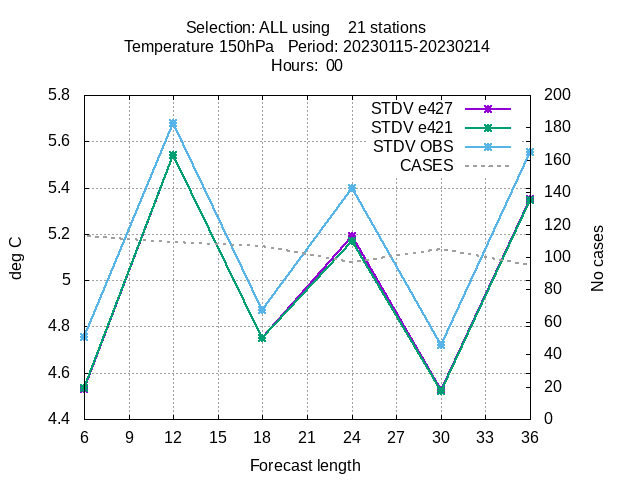 Selection: ALL using    21 stations
Temperature 150hPa   Period: 20230115-20230214
Hours:  00
STDV e427
STDV e421
STDV OBS
CASES
5.8
5.6
5.4
5.2
5
4.8
4.6
4.4
200
180
160
140
120
100
80
60
40
20
0
deg C
No cases
6 9 12 15 18 21 24 27 30 33 36
Forecast length